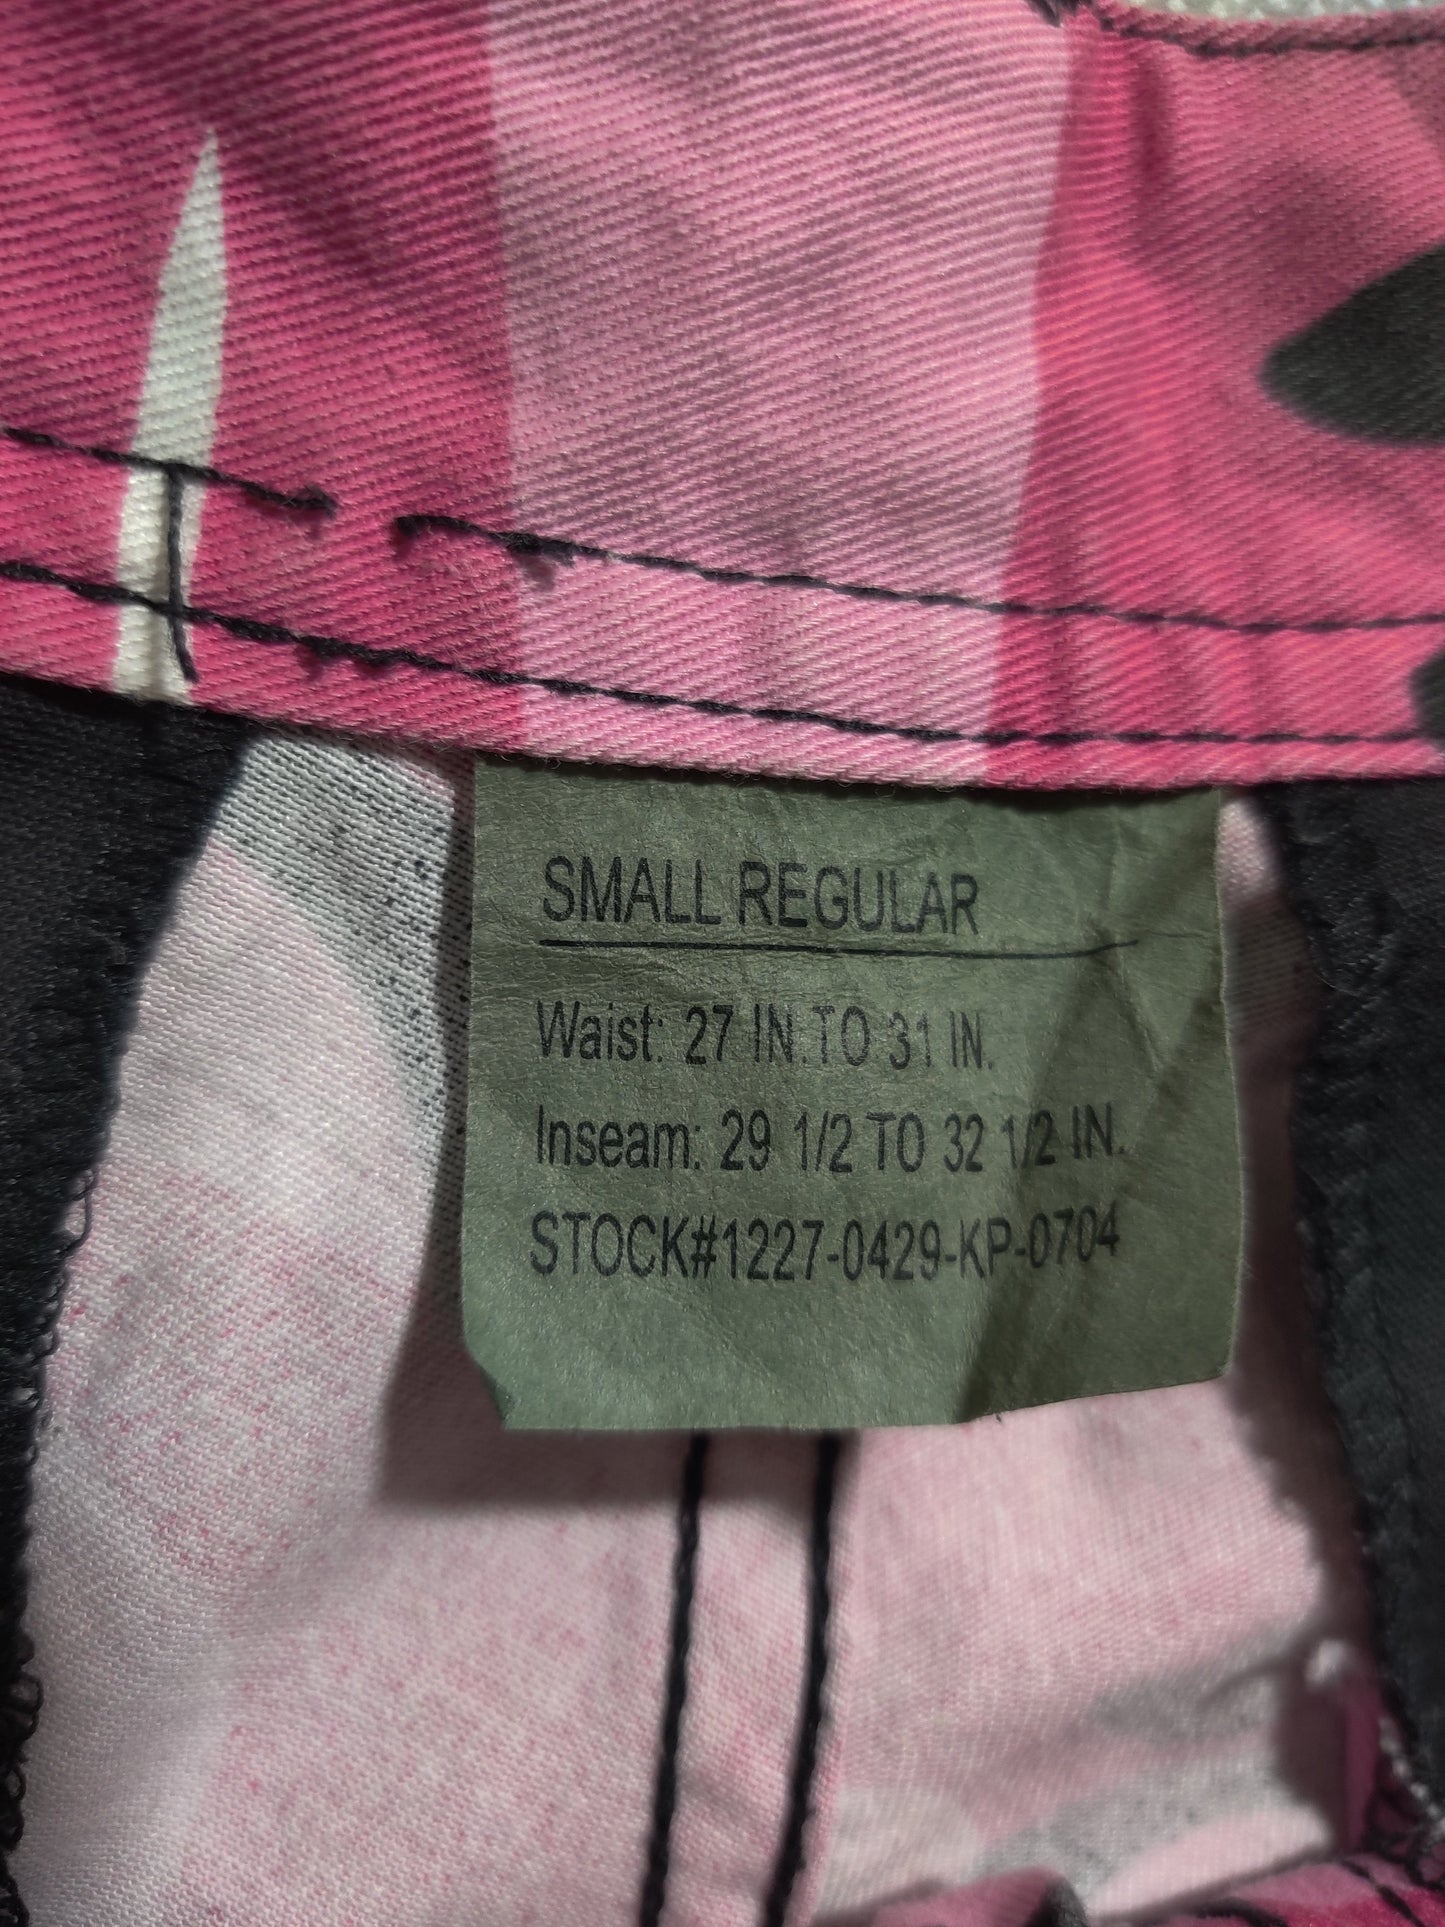 SMALL REGULAR
Waist: 27 IN.TO 31 IN.
Inseam: 29 1/2 TO 32 1/2 IN.
STOCK#1227-0429-KP-0704